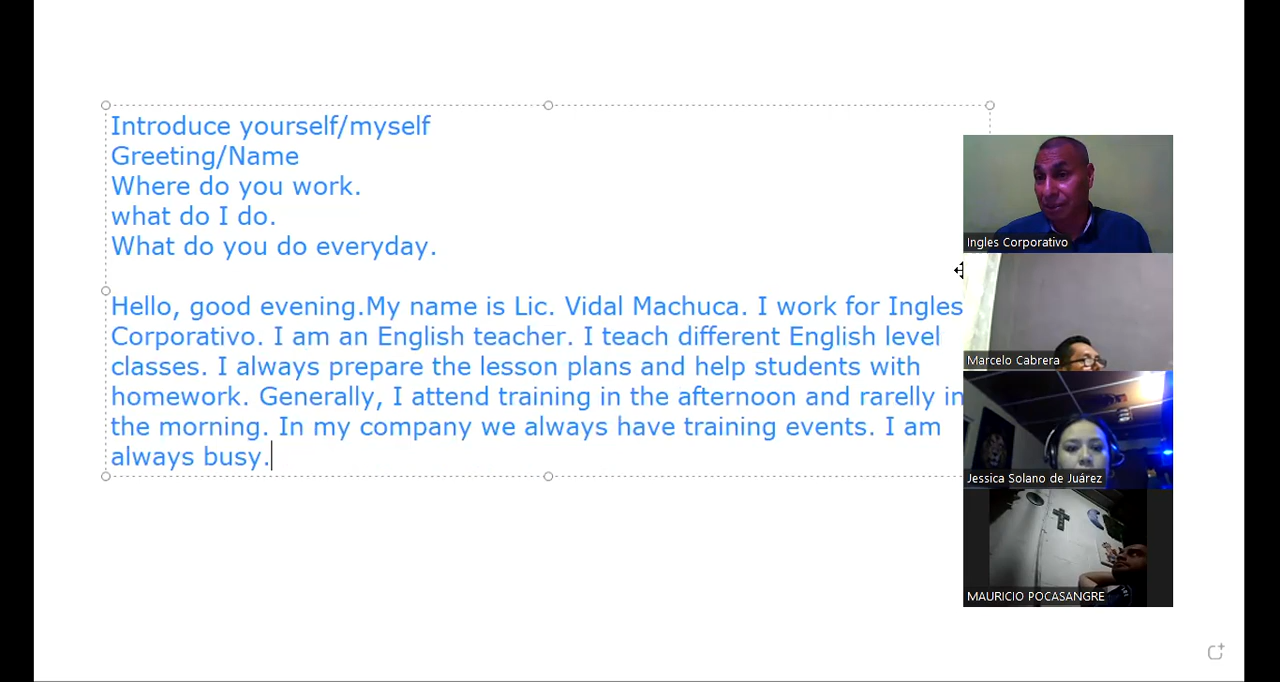 Introduce yourself/myself
Greeting/Name
Where do you work.
what do I do.
What do you do everyday.
Hello, good evening.My name is Lic. Vidal Machuca. I work for Ingles
Corporativo. I am an English teacher. I teach different English level
classes. I always prepare the lesson plans and help students with
homework. Generally, I attend training in the afternoon and rarelly in
the morning. In my company we always have training events. I am
always busy.
Ingles Corporativo
Marcelo Cabrera
Jessica Solano de Juárez
MAURICIO POCASANGRE